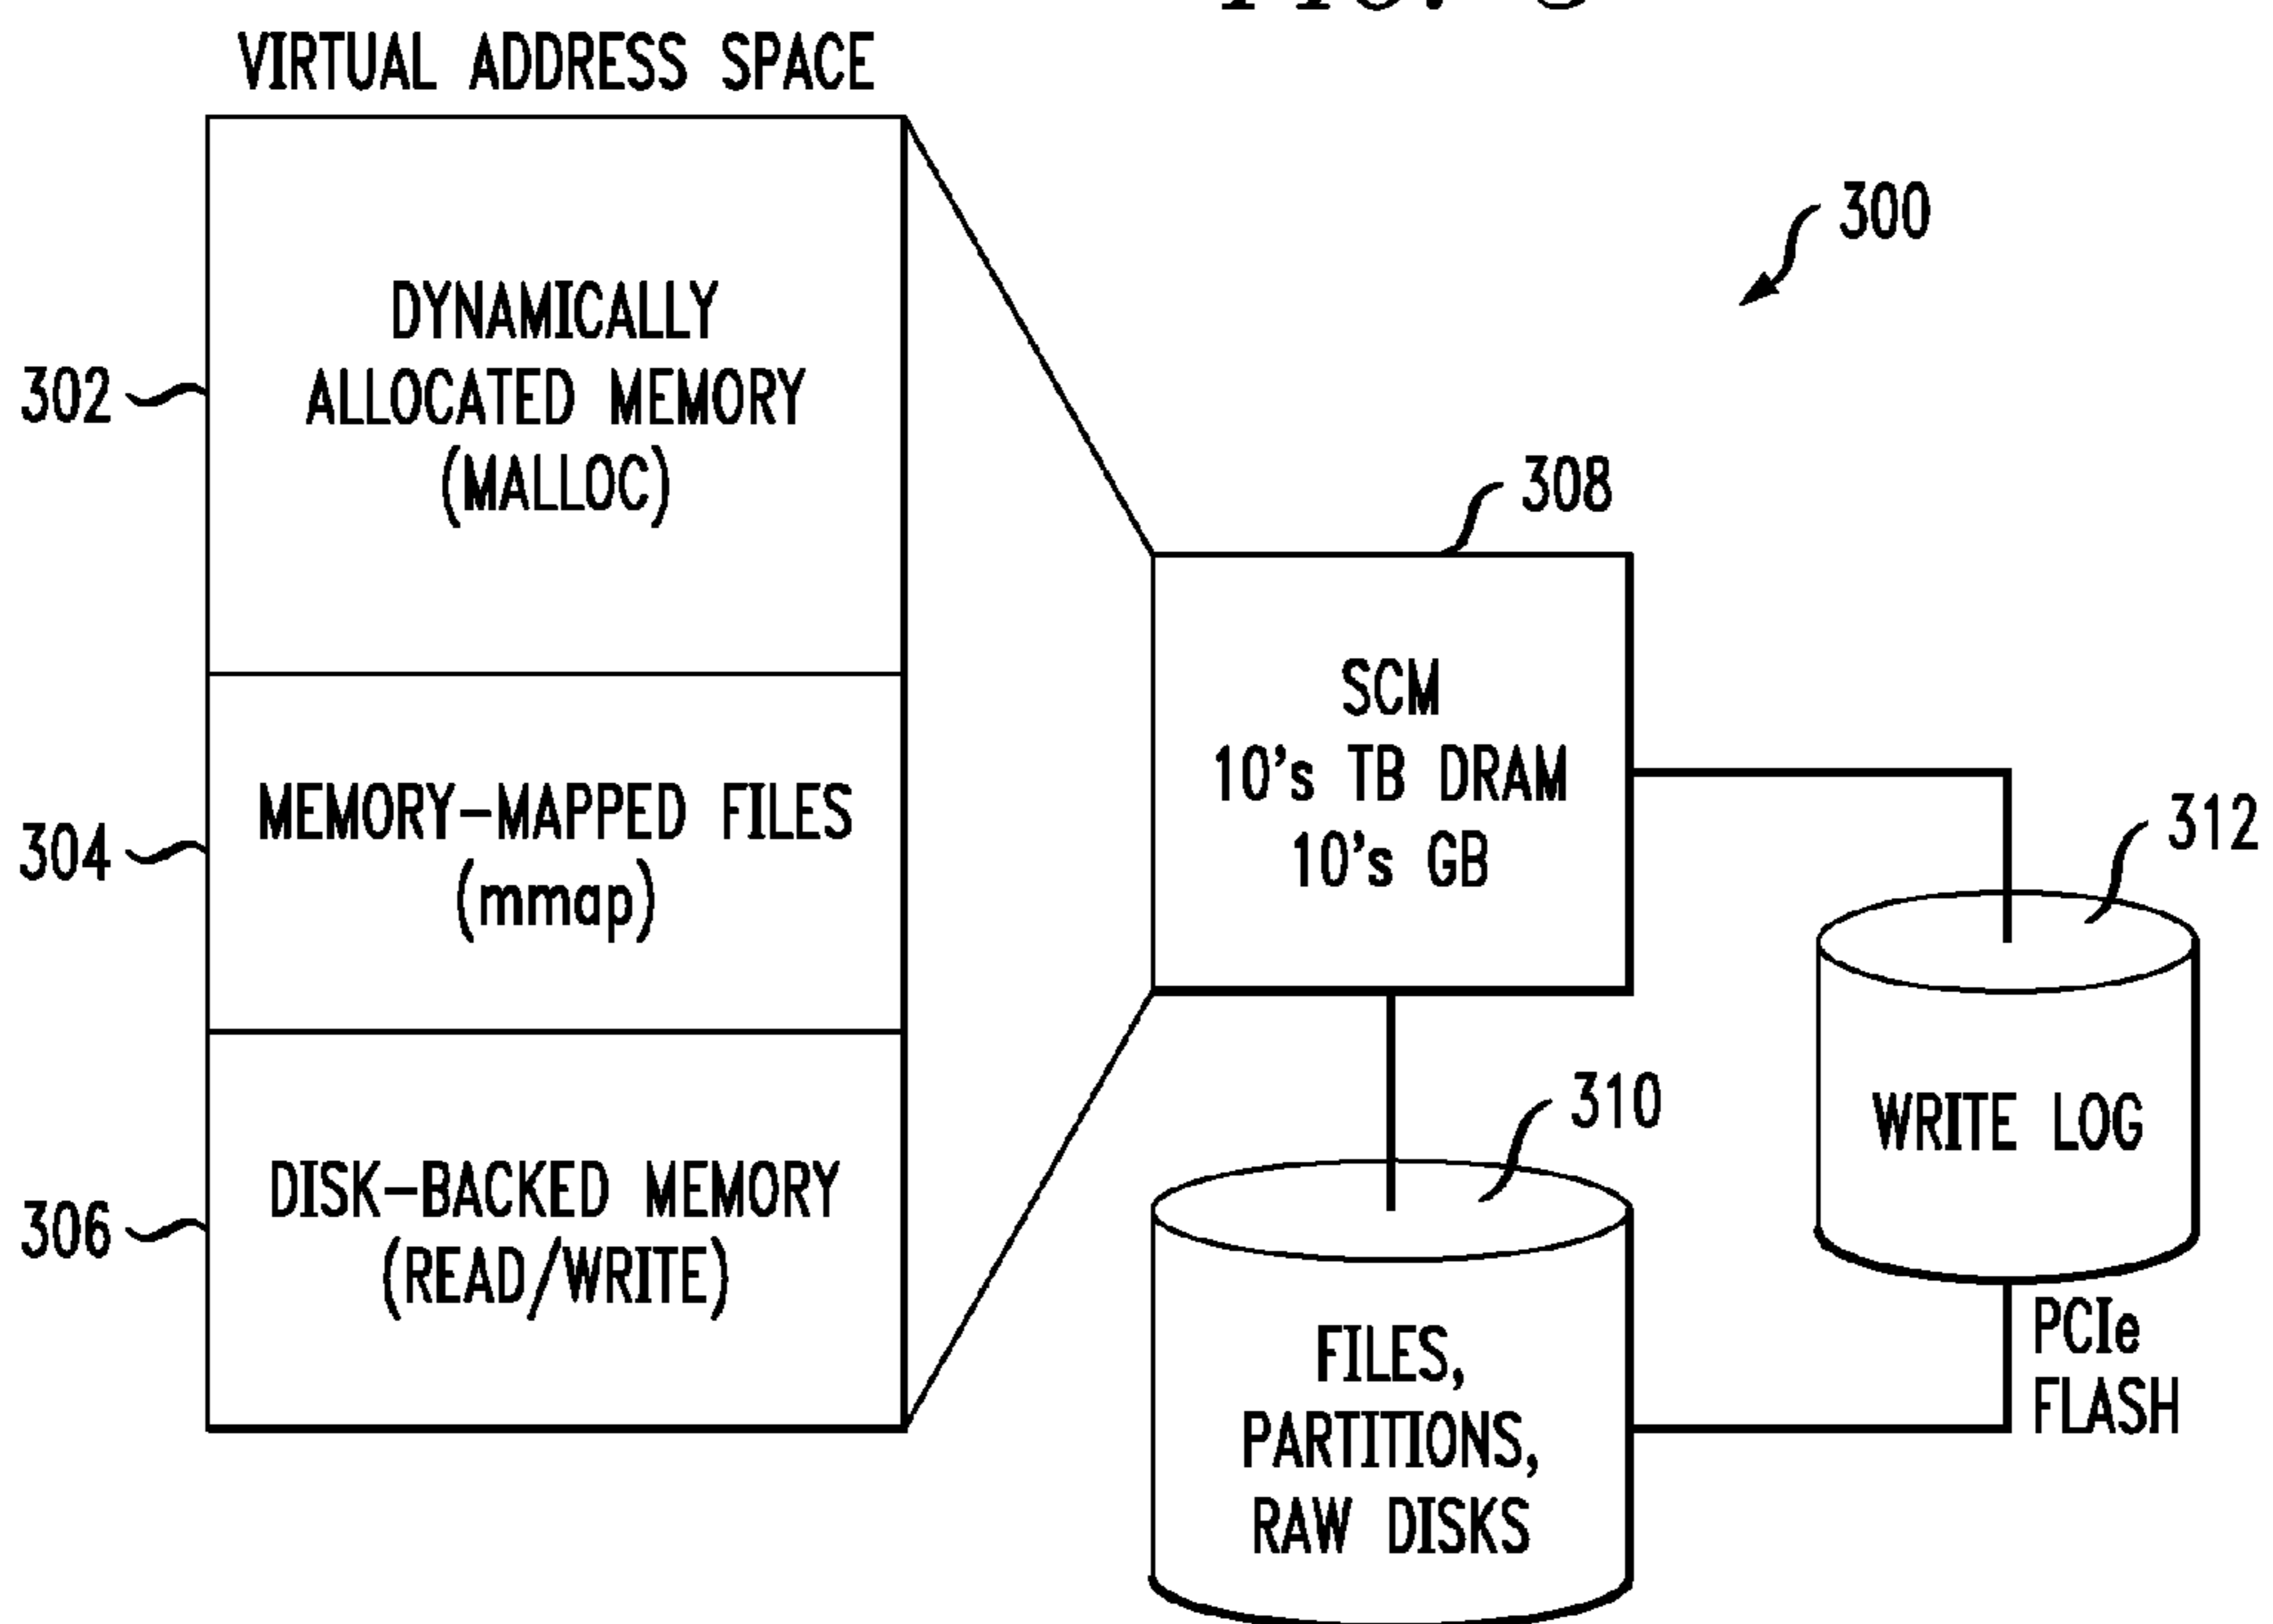 VIRTUAL ADDRESS SPACE
300
302
DYNAMICALLY
ALLOCATED MEMORY
(MALLOC)
308
SCM
10's TB DRAM
10's GB
304
MEMORY-MAPPED FILES
(mmap)
312
WRITE LOG
PCIe
FLASH
306
DISK-BACKED MEMORY
(READ/WRITE)
310
FILES,
PARTITIONS,
RAW DISKS